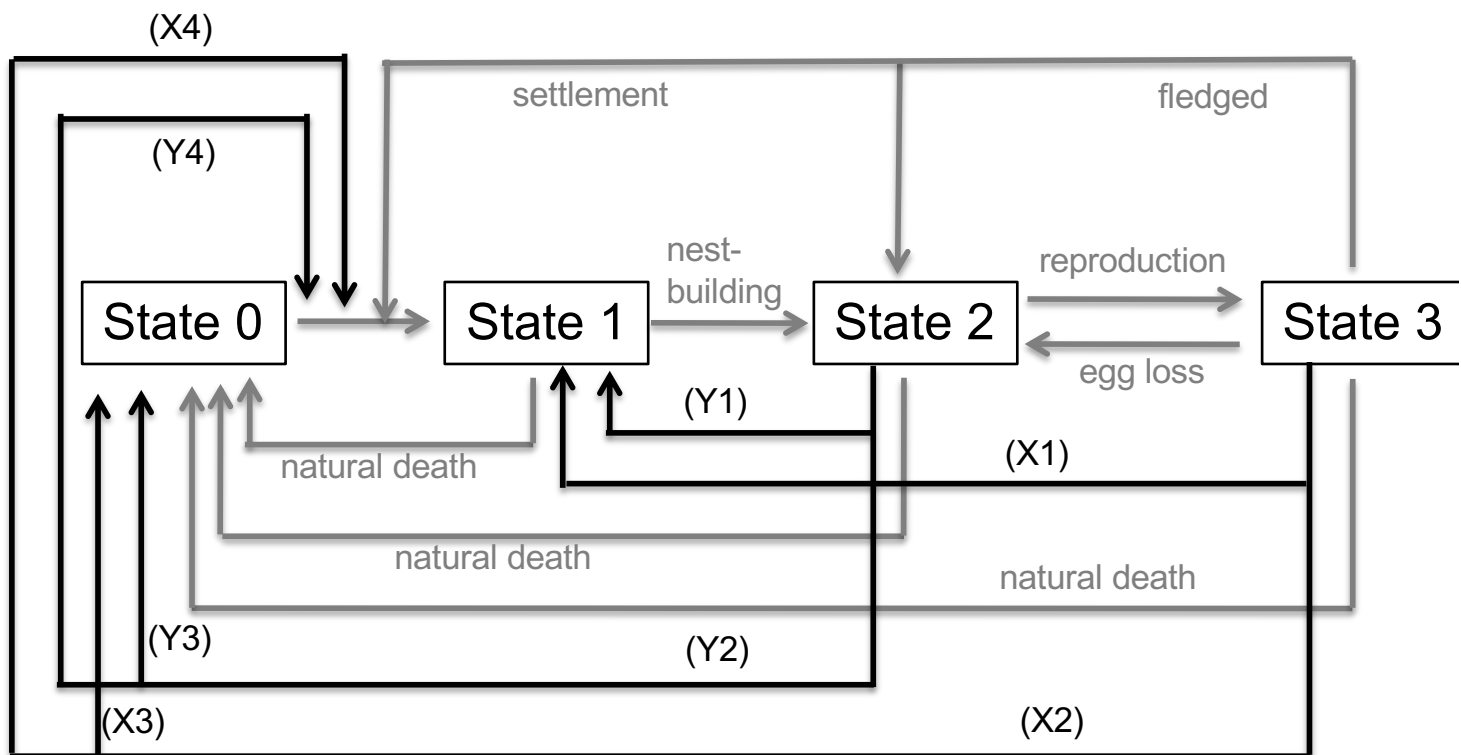 (X4)
settlement
fledged
(Y4)
nest-
building
reproduction
State 0
State 1
State 2
State 3
egg loss
(Y1)
(X1)
natural death
natural death
natural death
(Y3)
(Y2)
(X3)
(X2)